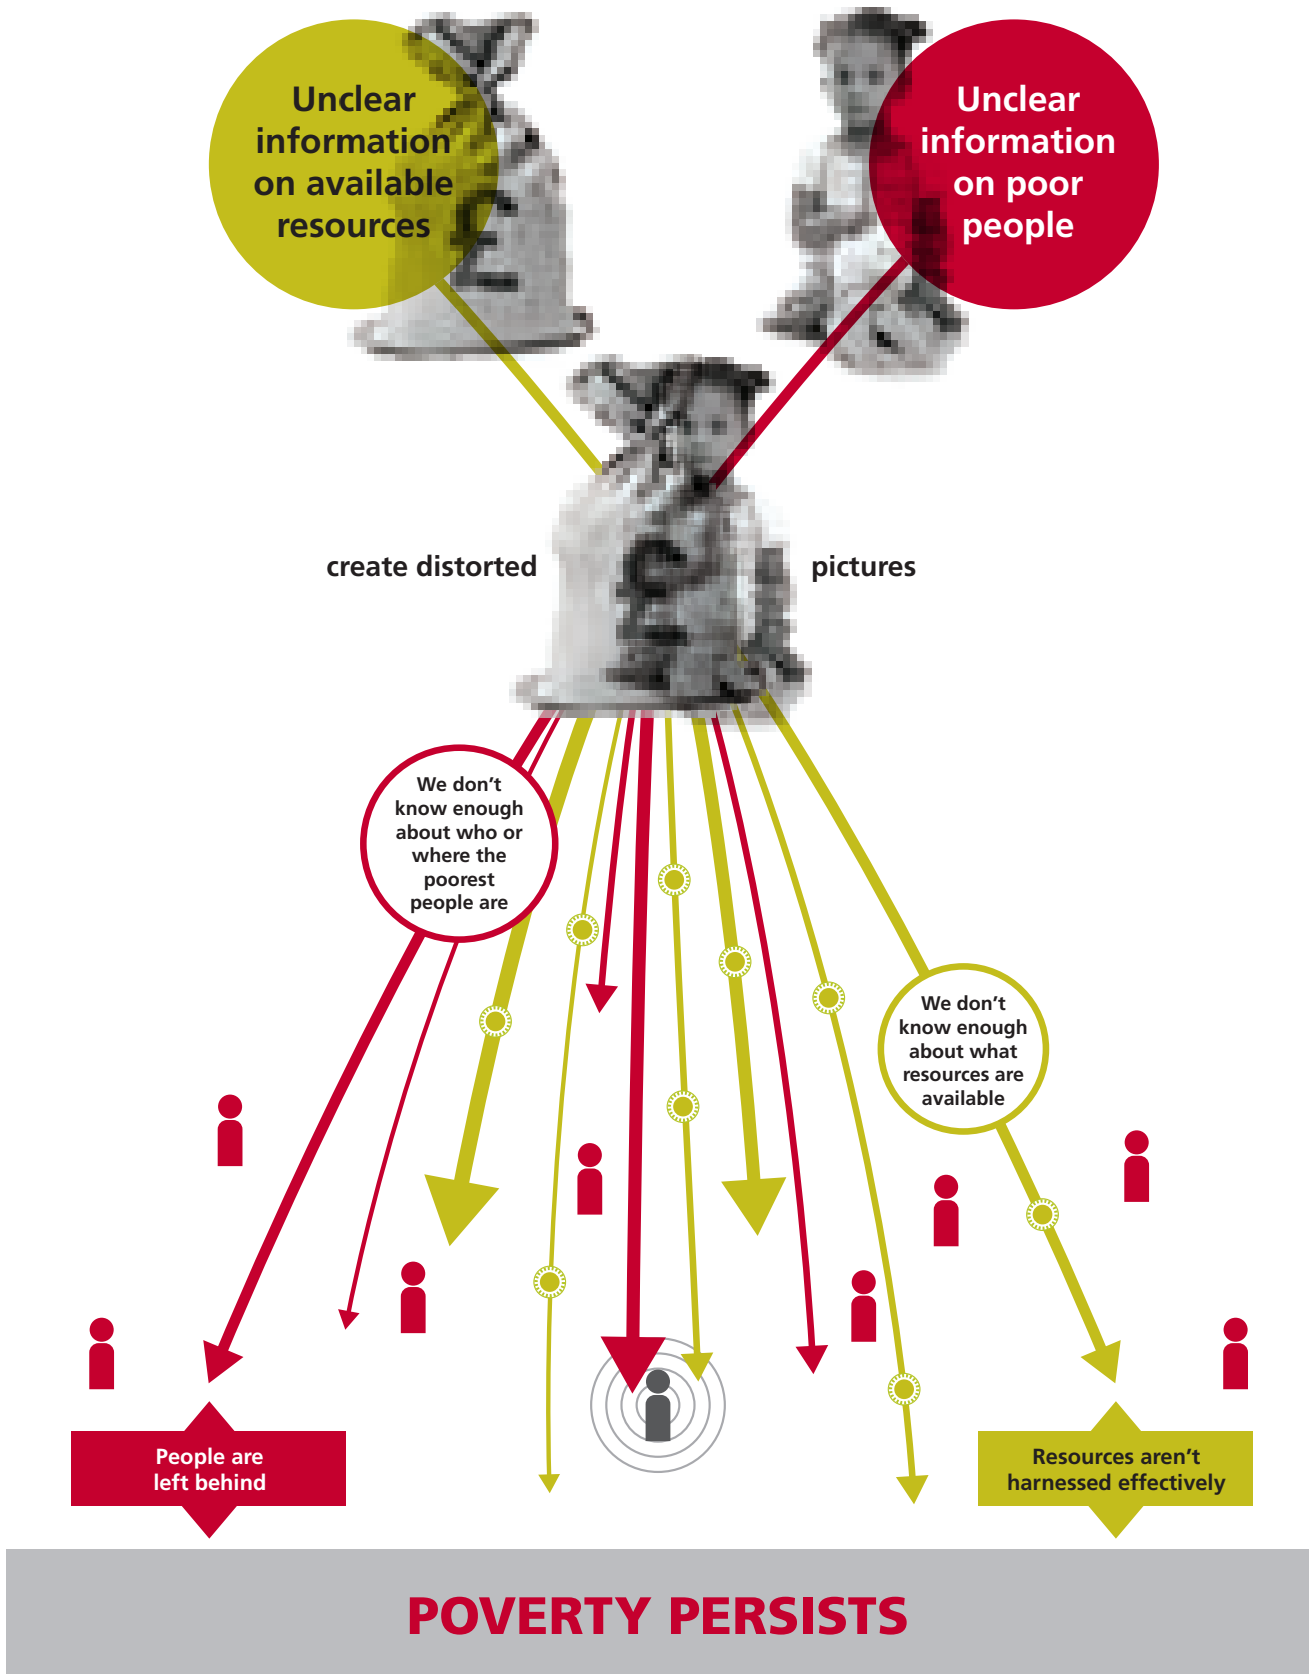 Unclear
information
on available
resources
Unclear
information
on poor
people
create distorted
pictures
We don't
know enough
about who or
where the
poorest
people are
We don't
know enough
about what
resources are
available
People are
left behind
Resources aren't
harnessed effectively
POVERTY PERSISTS